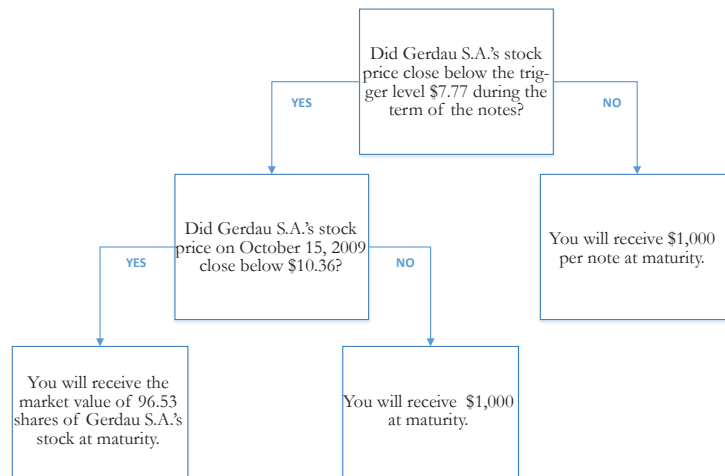 Did Gerdau S.A.'s stock
price close below the trig-
ger level $7.77 during the
term of the notes?
YES
NO
Did Gerdau S.A.'s stock
price on October 15, 2009
close below $10.36?
You will receive $1,000
per note at maturity.
YES
NO
You will receive the
market value of 96.53
shares of Gerdau S.A.'s
stock at maturity.
You will receive $1,000
at maturity.